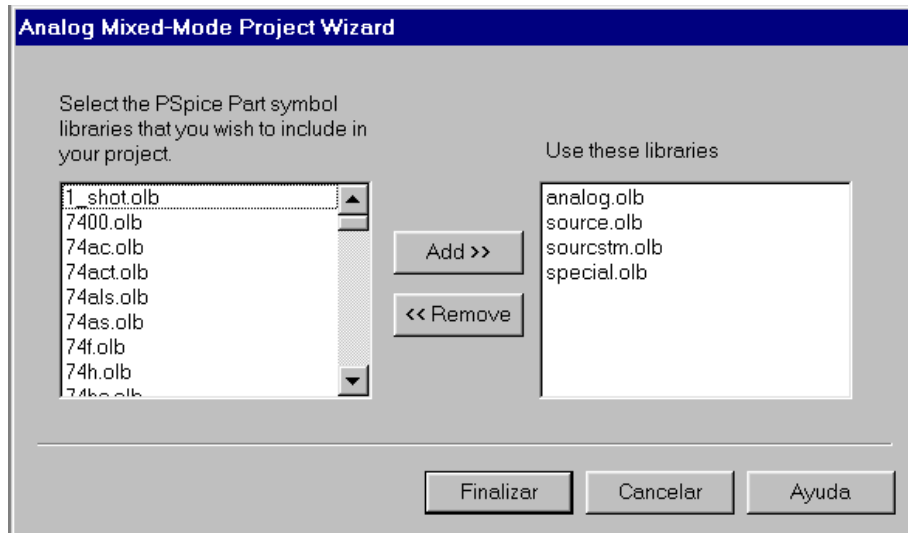 Analog Mixed-Mode Project Wizard
Select the PSpice Part symbol
libraries that you wish to include in
your project.
1_shot.olb
7400.olb
74ac.olb
74act.olb
74als.olb
74as.olb
74f.olb
74h.olb
Add >>
<< Remove
Use these libraries
analog.olb
source.olb
sourcstm.olb
special.olb
Finalizar
Cancelar
Ayuda